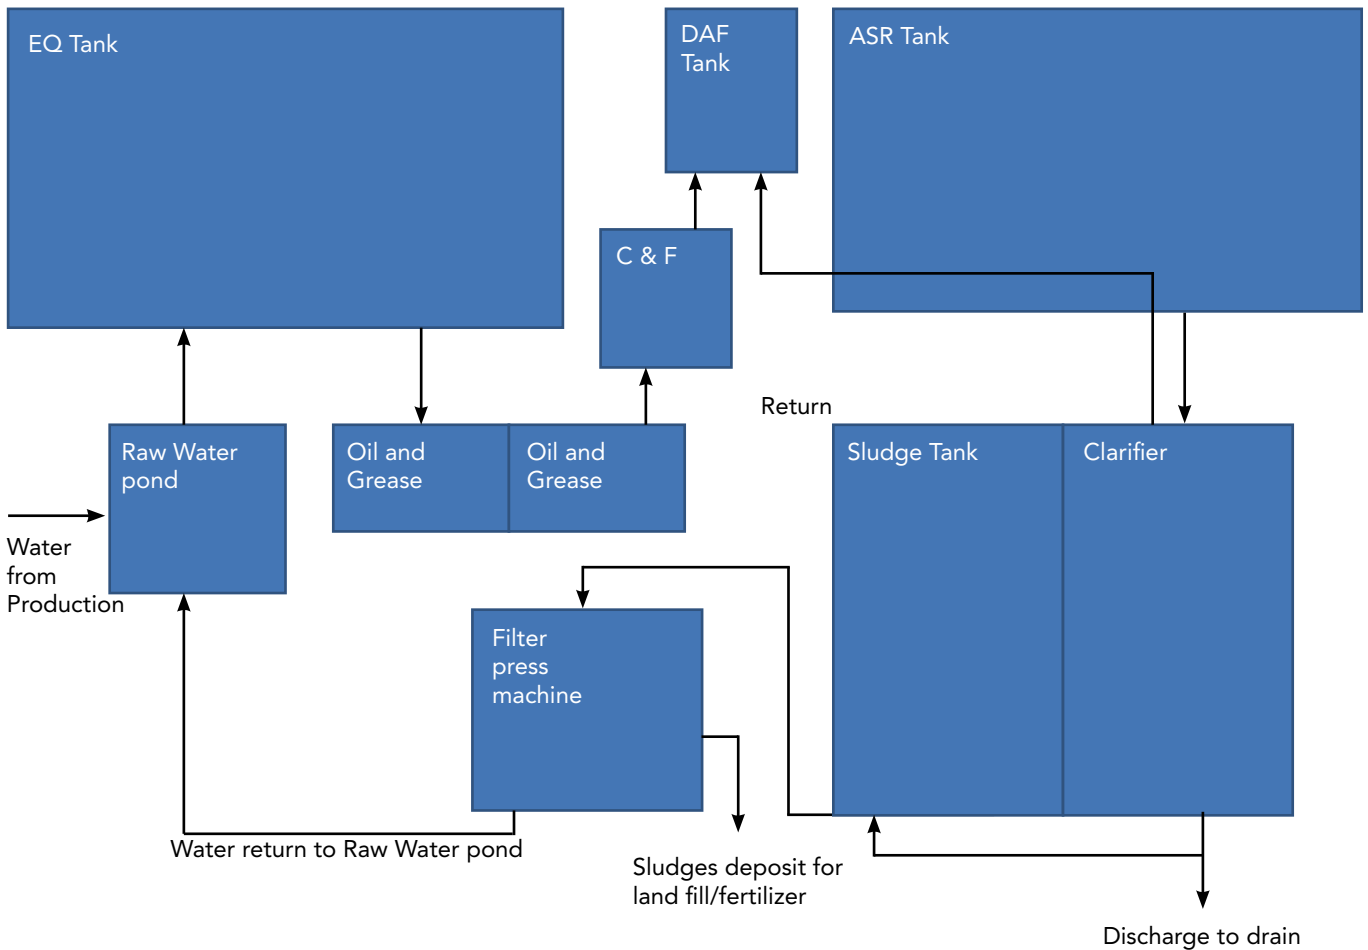 EQ Tank
DAF
Tank
ASR Tank
C & F
Return
Raw Water
pond
Oil and
Grease
Oil and
Grease
Sludge Tank
Clarifier
Water
from
Production
Filter
press
machine
Water return to Raw Water pond
Sludges deposit for
land fill/fertilizer
Discharge to drain